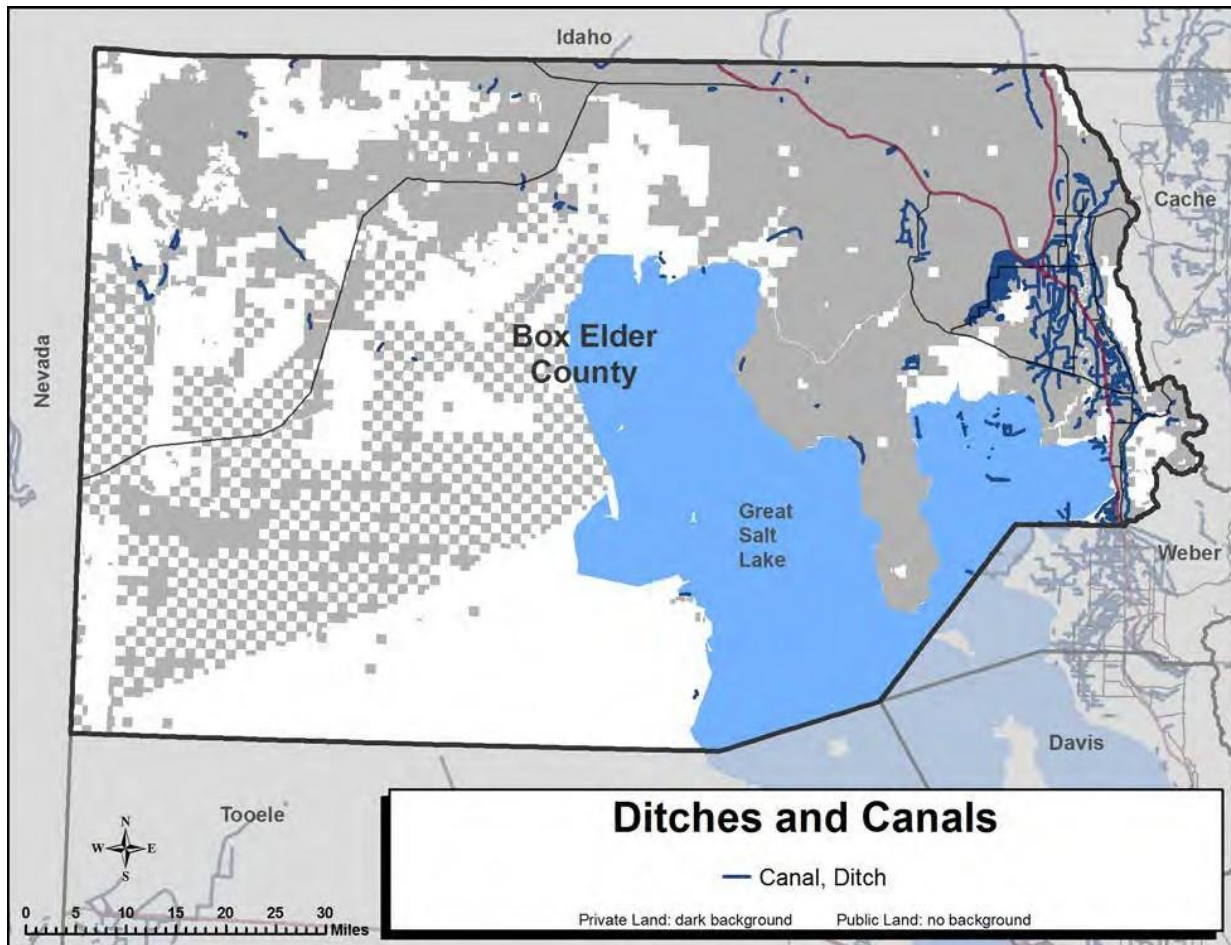 Idaho
Cache
Nevada
Box Elder
County
Great
Salt
Lake
Weber
Davis
Tooele
N
W E
S
0 5 10 15 20 25 30
Miles
Ditches and Canals
Canal, Ditch
Private Land: dark background Public Land: no background